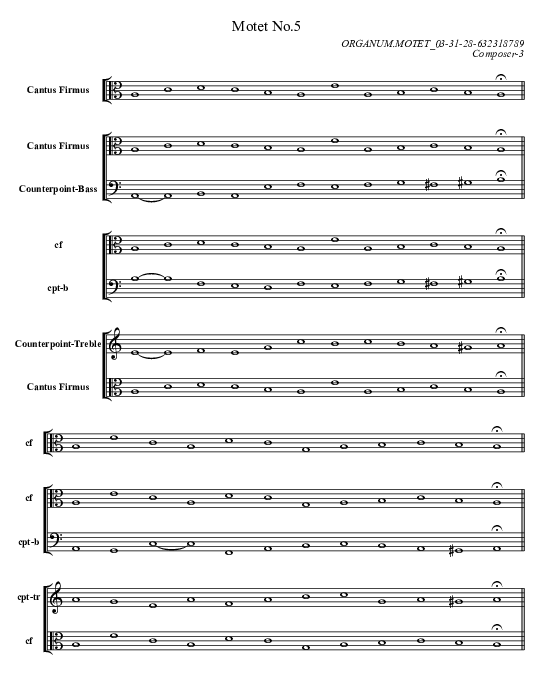 Motet No.5
ORGANUM.MOTET_03-31-28-632318789
Composer-3
Cantus Firmus
Cantus Firmus
Counterpoint-Bass
cf
cpt-b
Counterpoint-Treble
Cantus Firmus
cf
cf
cpt-b
cpt-tr
cf